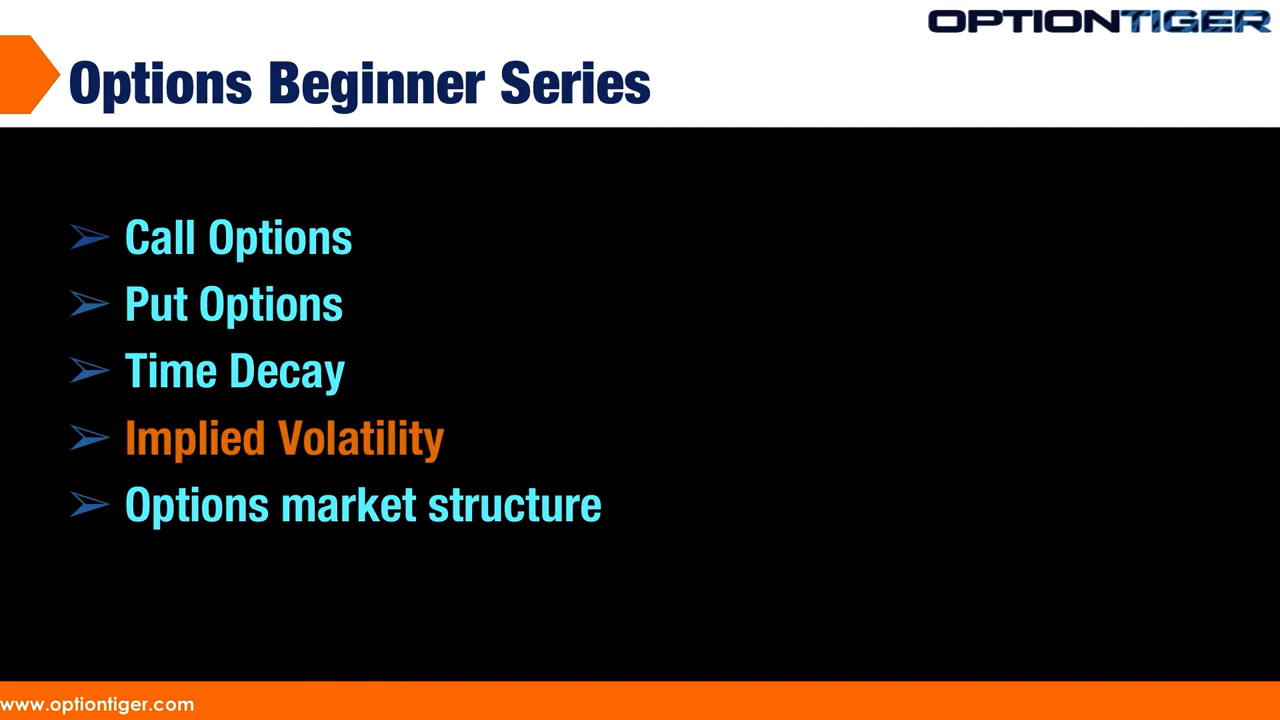 OPTIONTIGER
Options Beginner Series
➢ Call Options
➢ Put Options
➢ Time Decay
➢ Implied Volatility
➢ Options market structure
www.optiontiger.com